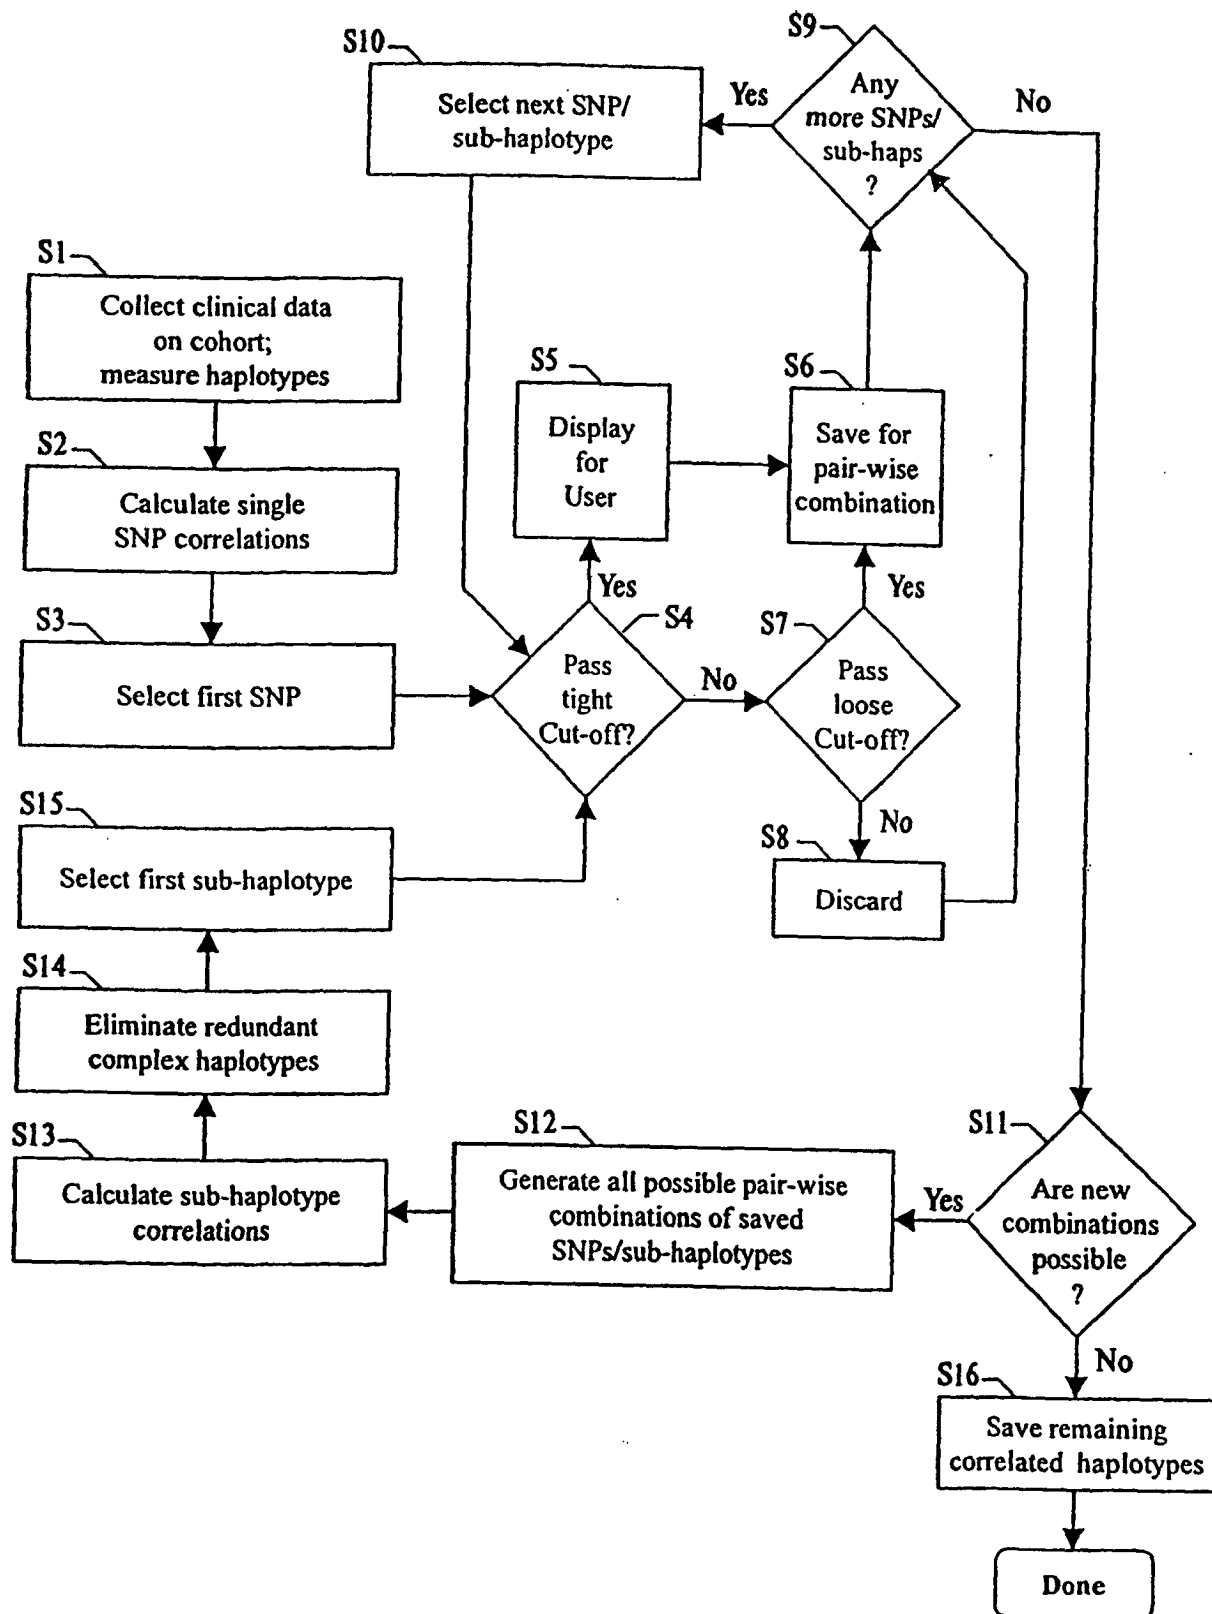 S9
S10
Any
more SNPs/
sub-haps
?
Yes
No
Select next SNP/
sub-haplotype
S1
Collect clinical data
on cohort;
measure haplotypes
S2
Calculate single
SNP correlations
S3
Select first SNP
S5
Display
for
User
S6
Save for
pair-wise
combination
Yes
Yes
S4
Pass
tight
Cut-off?
No
S7
Pass
loose
Cut-off?
No
S8
Discard
S15
Select first sub-haplotype
S14
Eliminate redundant
complex haplotypes
S13
Calculate sub-haplotype
correlations
S12
Generate all possible pair-wise
combinations of saved
SNPs/sub-haplotypes
Yes
S11
Are new
combinations
possible
?
No
S16
Save remaining
correlated haplotypes
Done